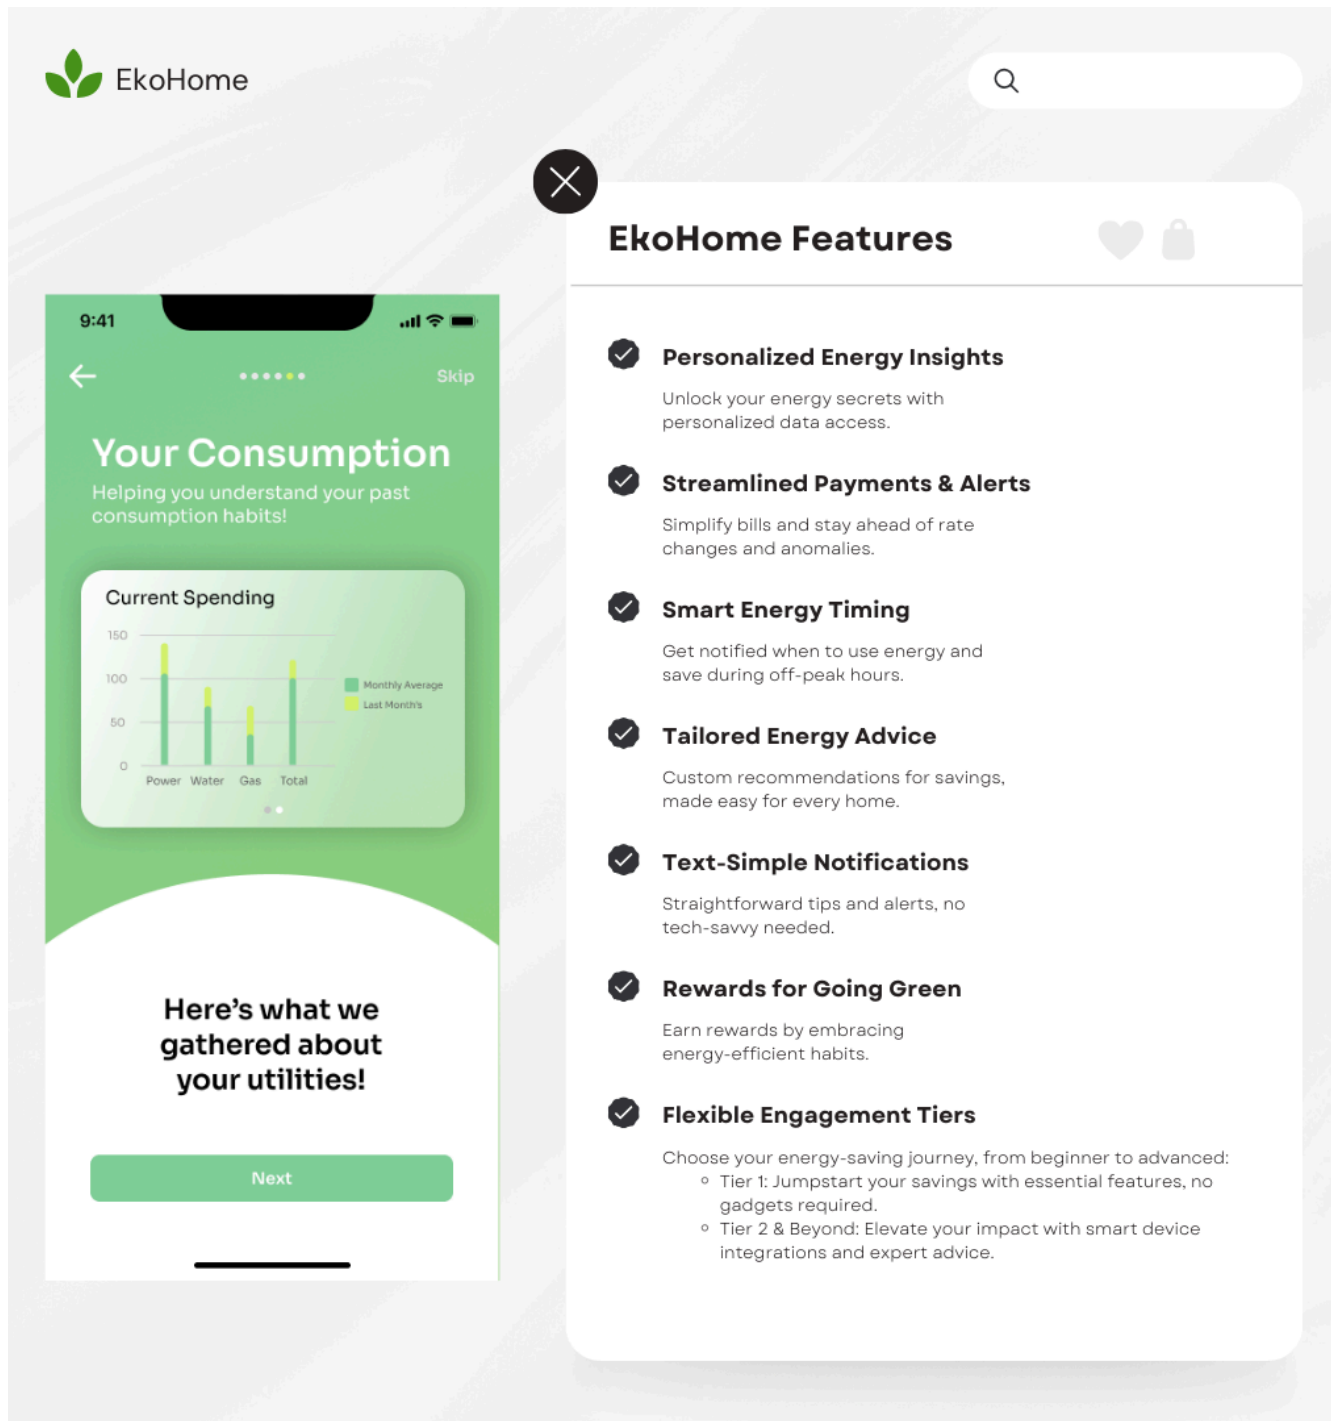 EkoHome
EkoHome Features
9:41
Skip
Your Consumption
Helping you understand your past
consumption habits!
Current Spending
150
100
50
0
Power Water Gas Total
Monthly Average
Last Month's
Here's what we
gathered about
your utilities!
Next
Personalized Energy Insights
Unlock your energy secrets with
personalized data access.
Streamlined Payments & Alerts
Simplify bills and stay ahead of rate
changes and anomalies.
Smart Energy Timing
Get notified when to use energy and
save during off-peak hours.
Tailored Energy Advice
Custom recommendations for savings,
made easy for every home.
Text-Simple Notifications
Straightforward tips and alerts, no
tech-savvy needed.
Rewards for Going Green
Earn rewards by embracing
energy-efficient habits.
Flexible Engagement Tiers
Choose your energy-saving journey, from beginner to advanced:
Tier 1: Jumpstart your savings with essential features, no
gadgets required.
Tier 2 & Beyond: Elevate your impact with smart device
integrations and expert advice.